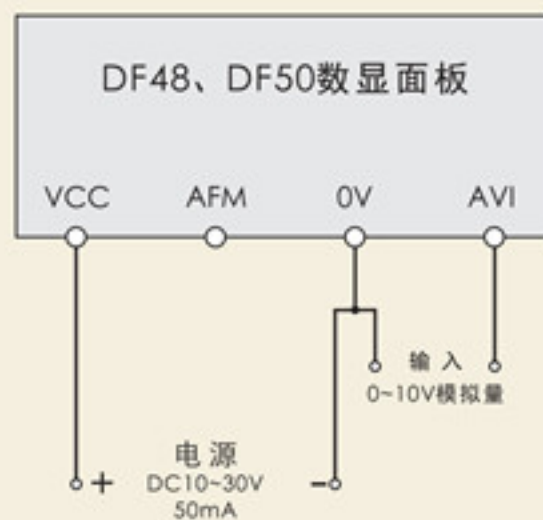 DF48、DF50数显面板
VCC AFM 0V AVI
输入
0~10V模拟量
电源
+ DC10~30V -
50mA